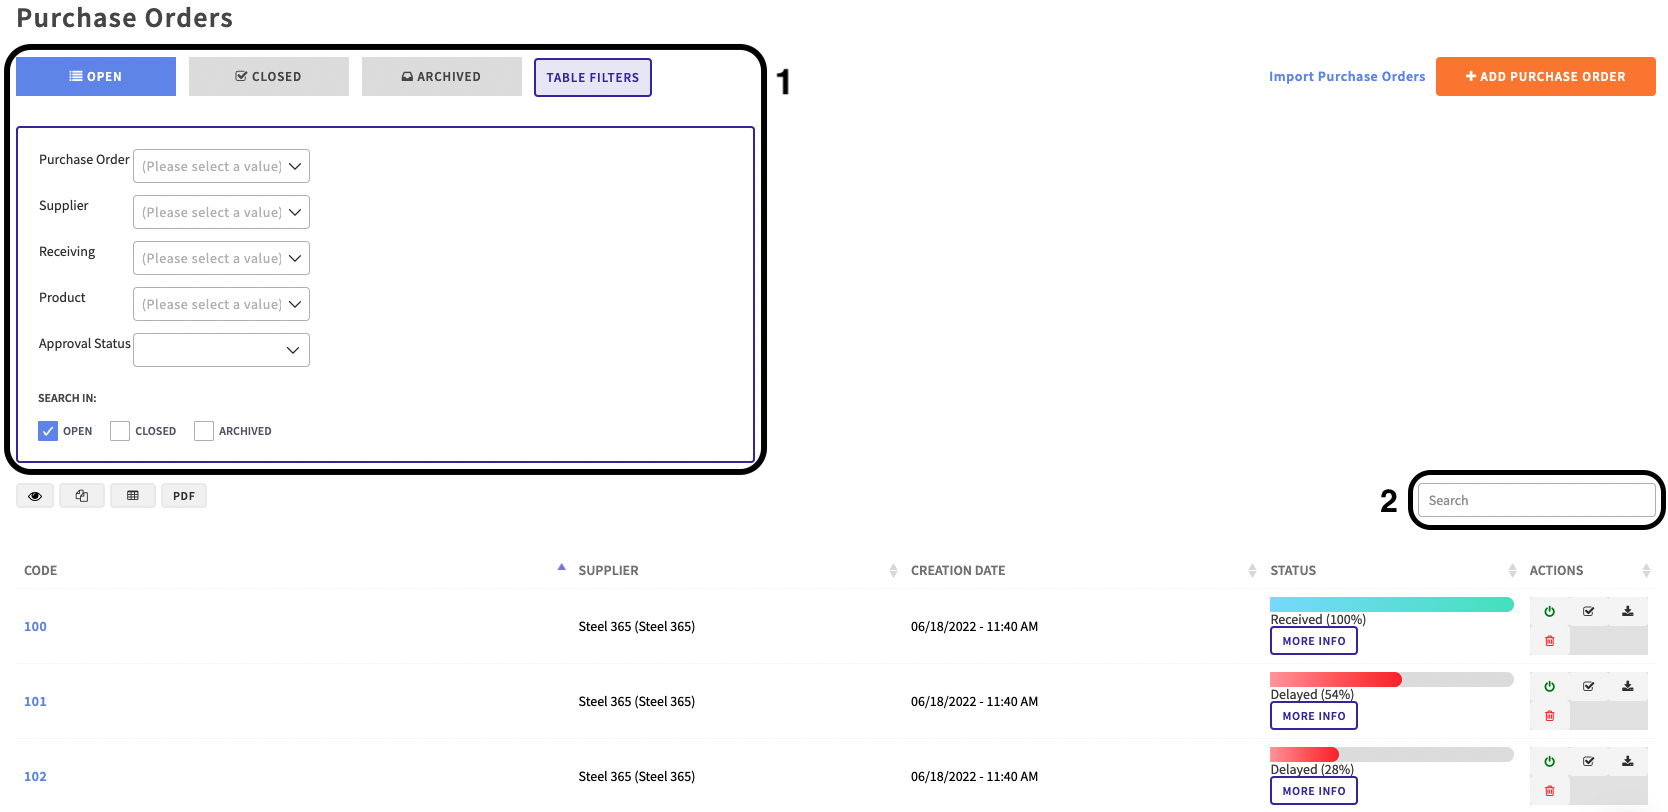 Purchase Orders
OPEN CLOSED ARCHIVED TABLE FILTERS 1 Import Purchase Orders + ADD PURCHASE ORDER
Purchase Order (Please select a value)
Supplier (Please select a value)
Receiving (Please select a value)
Product (Please select a value)
Approval Status
SEARCH IN:
OPEN CLOSED ARCHIVED
PDF 2 Search
CODE SUPPLIER CREATION DATE STATUS ACTIONS
100 Steel 365 (Steel 365) 06/18/2022 - 11:40 AM Received (100%)
MORE INFO
101 Steel 365 (Steel 365) 06/18/2022 - 11:40 AM Delayed (54%)
MORE INFO
102 Steel 365 (Steel 365) 06/18/2022 - 11:40 AM Delayed (28%)
MORE INFO